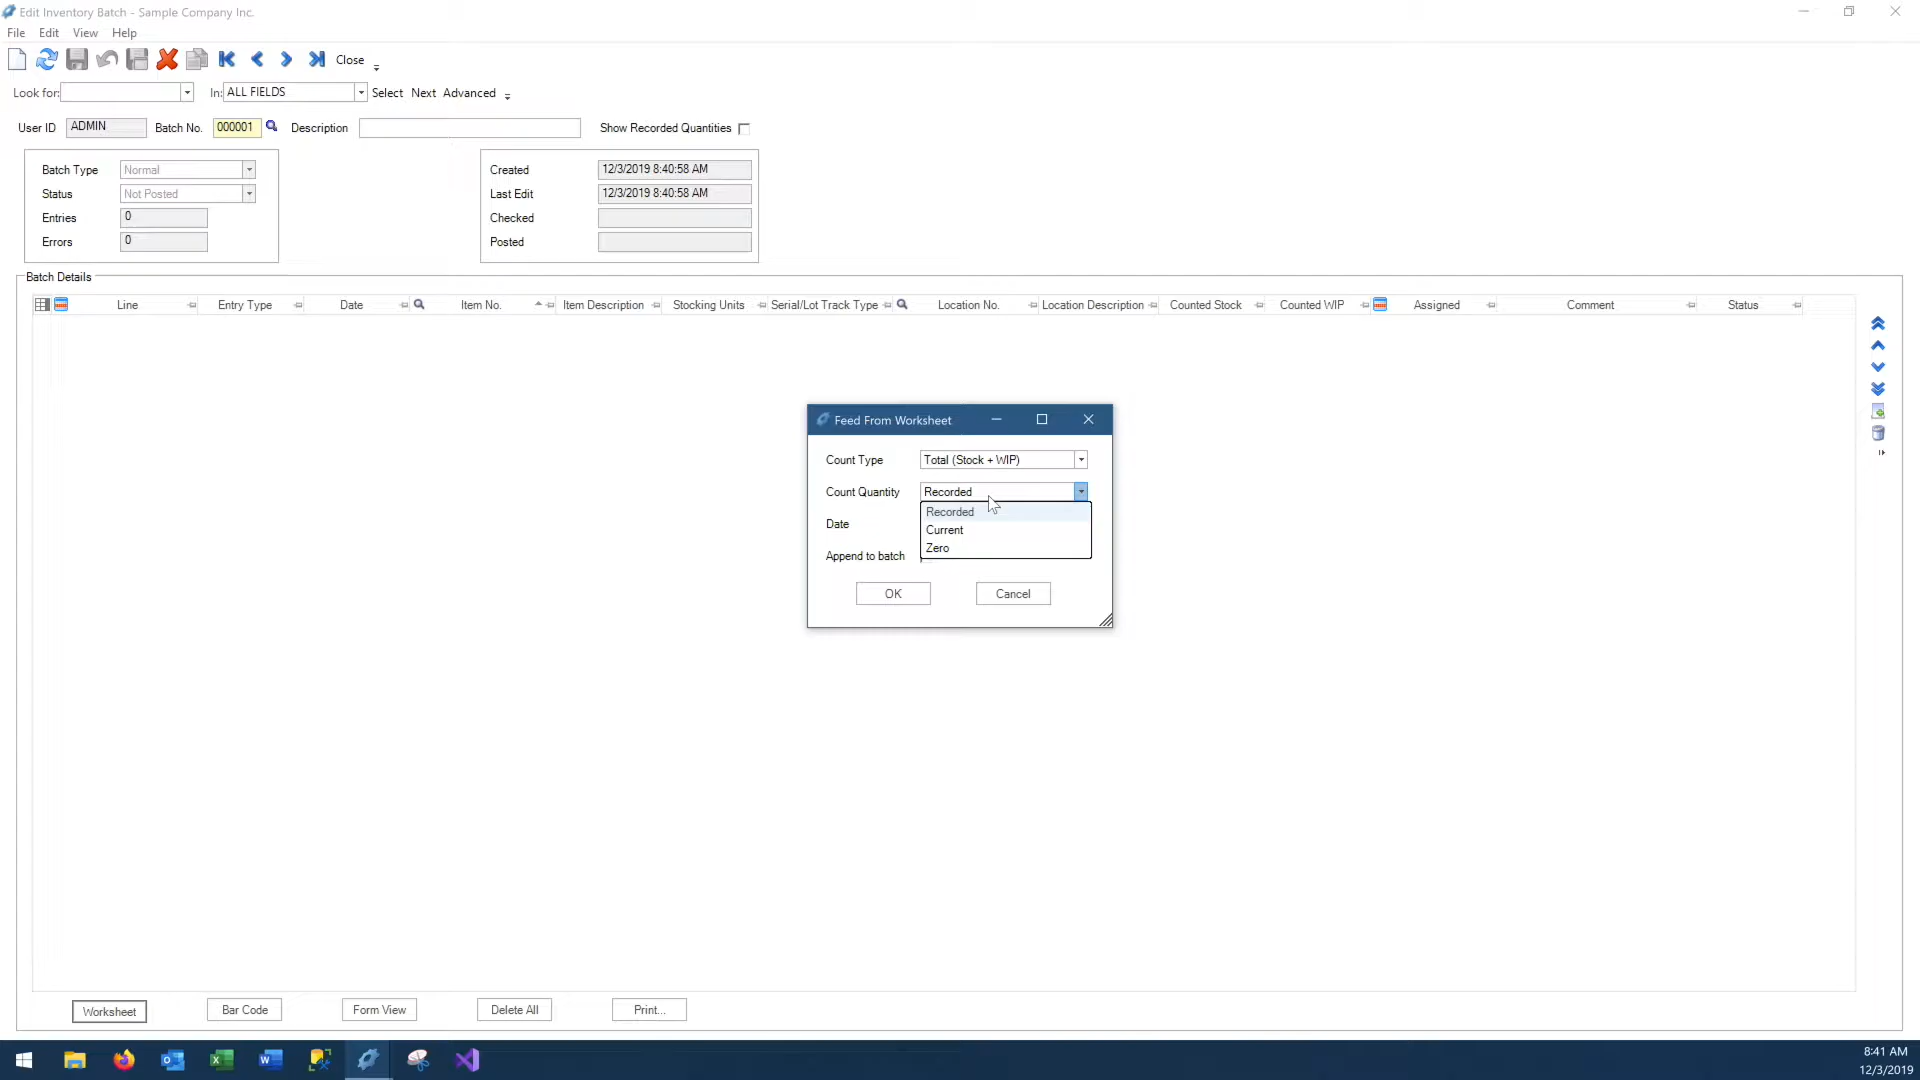 Edit Inventory Batch - Sample Company Inc.
File Edit View Help
Close
Look for: In: ALL FIELDS Select Next Advanced
User ID ADMIN Batch No. 000001 Description Show Recorded Quantities
Batch Type Normal
Status Not Posted
Entries 0
Errors 0
Created 12/3/2019 8:40:58 AM
Last Edit 12/3/2019 8:40:58 AM
Checked
Posted
Batch Details
Line Entry Type Date Item No. Item Description Stocking Units Serial/Lot Track Type Location No. Location Description Counted Stock Counted WIP Assigned Comment Status
Feed From Worksheet
Count Type Total (Stock + WIP)
Count Quantity Recorded
Recorded
Date
Current
Zero
Append to batch
OK Cancel
Worksheet Bar Code Form View Delete All Print...
8:41 AM
12/3/2019